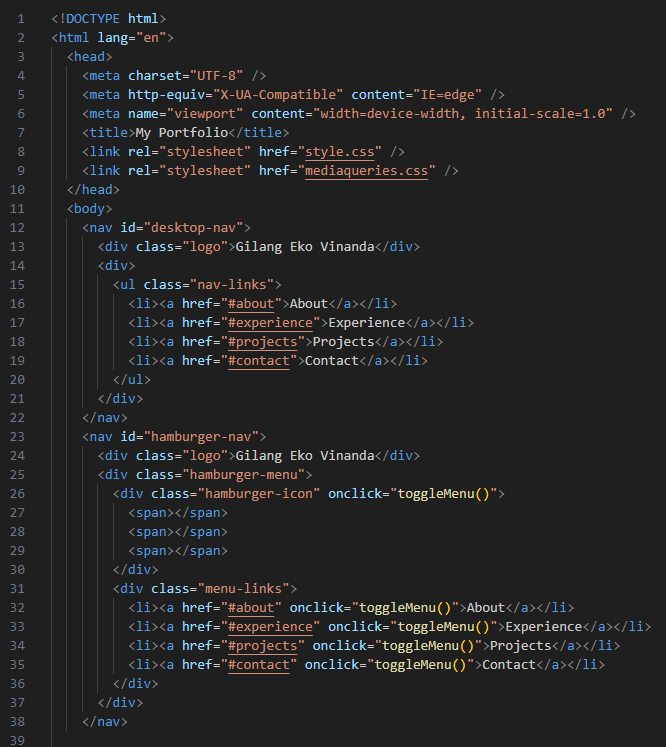 1 <!DOCTYPE html>
2 <html lang="en">
3   <head>
4     <meta charset="UTF-8" />
5     <meta http-equiv="X-UA-Compatible" content="IE=edge" />
6     <meta name="viewport" content="width=device-width, initial-scale=1.0" />
7     <title>My Portfolio</title>
8     <link rel="stylesheet" href="style.css" />
9     <link rel="stylesheet" href="mediaqueries.css" />
10   </head>
11   <body>
12     <nav id="desktop-nav">
13       <div class="logo">Gilang Eko Vinanda</div>
14       <div>
15         <ul class="nav-links">
16           <li><a href="#about">About</a></li>
17           <li><a href="#experience">Experience</a></li>
18           <li><a href="#projects">Projects</a></li>
19           <li><a href="#contact">Contact</a></li>
20         </ul>
21       </div>
22     </nav>
23     <nav id="hamburger-nav">
24       <div class="logo">Gilang Eko Vinanda</div>
25       <div class="hamburger-menu">
26         <div class="hamburger-icon" onclick="toggleMenu()">
27           <span></span>
28           <span></span>
29           <span></span>
30         </div>
31         <div class="menu-links">
32           <li><a href="#about" onclick="toggleMenu()">About</a></li>
33           <li><a href="#experience" onclick="toggleMenu()">Experience</a></li>
34           <li><a href="#projects" onclick="toggleMenu()">Projects</a></li>
35           <li><a href="#contact" onclick="toggleMenu()">Contact</a></li>
36         </div>
37       </div>
38     </nav>
39